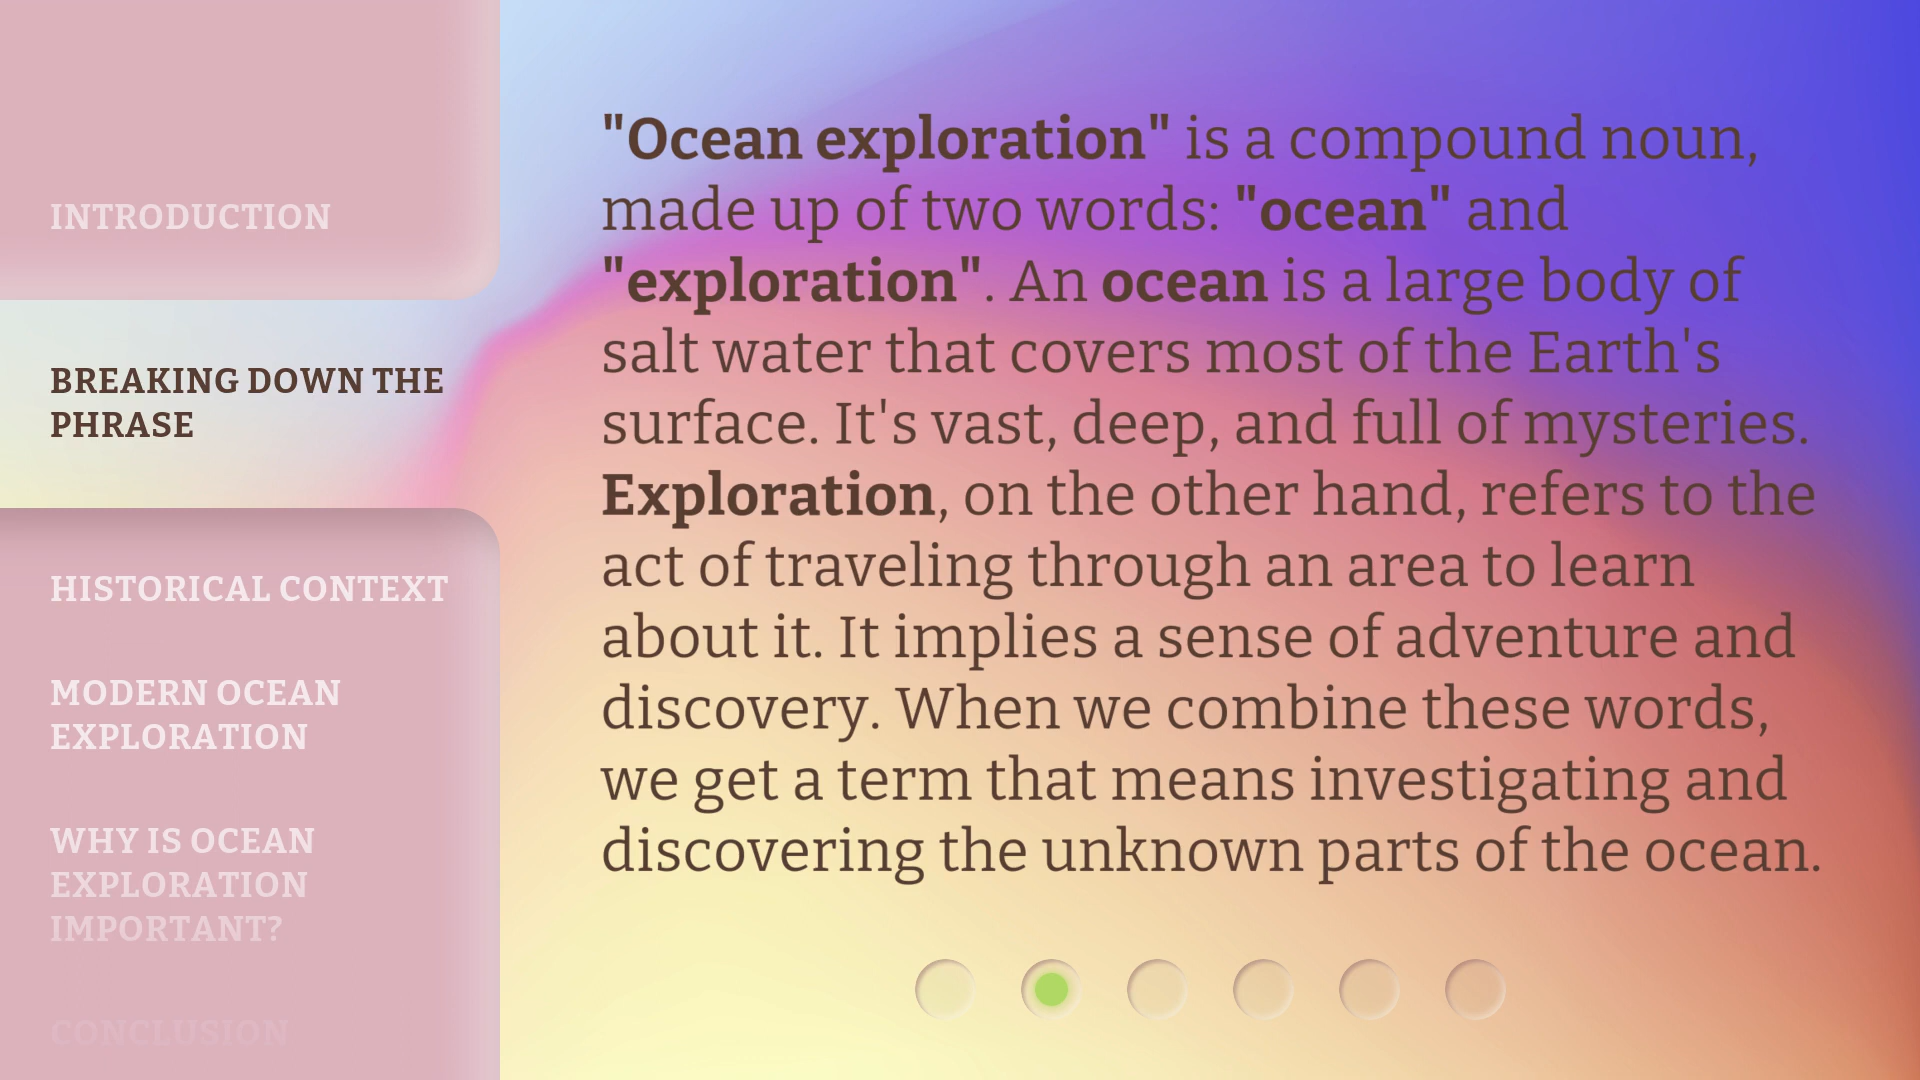 INTRODUCTION
BREAKING DOWN THE
PHRASE
HISTORICAL CONTEXT
MODERN OCEAN
EXPLORATION
WHY IS OCEAN
EXPLORATION
IMPORTANT?
CONCLUSION
"Ocean exploration" is a compound noun,
made up of two words: "ocean" and
"exploration". An ocean is a large body of
salt water that covers most of the Earth's
surface. It's vast, deep, and full of mysteries.
Exploration, on the other hand, refers to the
act of traveling through an area to learn
about it. It implies a sense of adventure and
discovery. When we combine these words,
we get a term that means investigating and
discovering the unknown parts of the ocean.